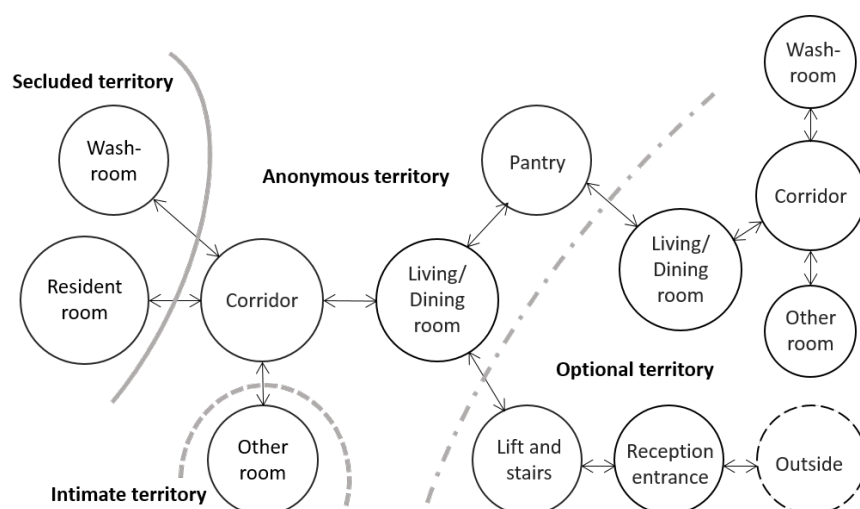 Wash-
room
Secluded territory
Wash-
room
Anonymous territory
Pantry
Corridor
Living/
Dining
room
Resident
room
Corridor
Living/
Dining
room
Other
room
Optional territory
Other
room
Intimate territory
Lift and
stairs
Reception
entrance
Outside